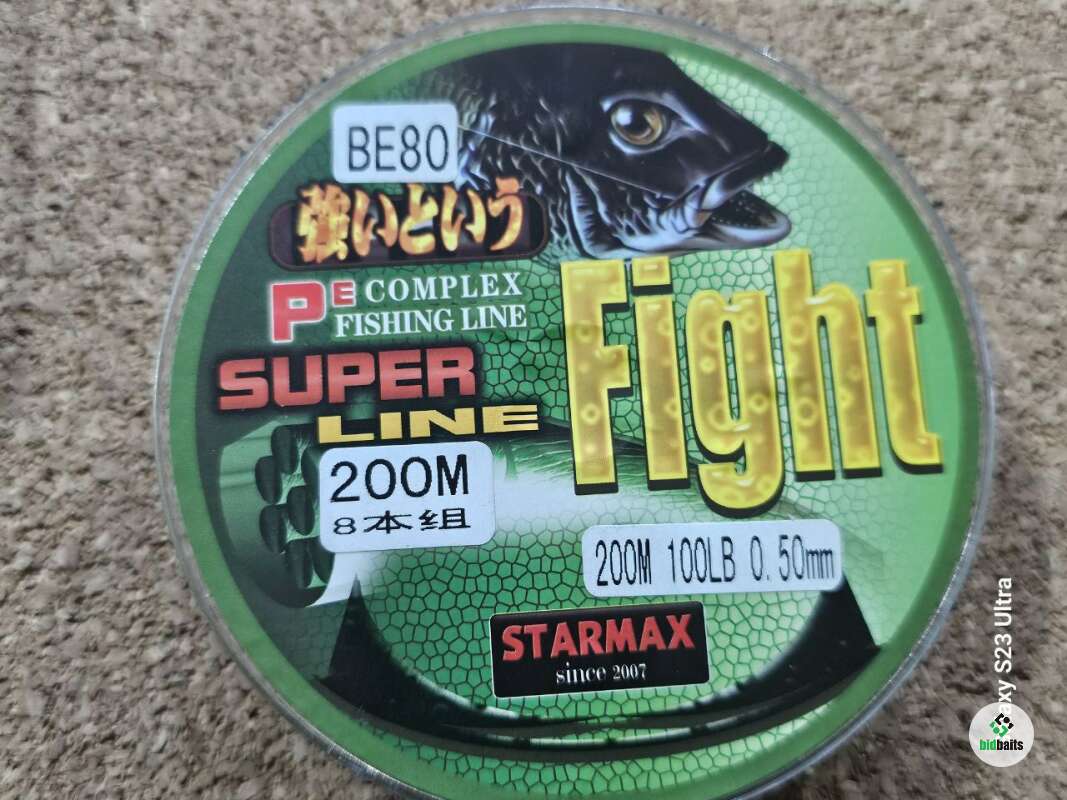 BE80
強いという
PE COMPLEX
FISHING LINE
SUPER
LINE
Fight
200M
8本组
200M 100LB 0.50mm
STARMAX
since 2007
axy S23 Ultra
bidbaits